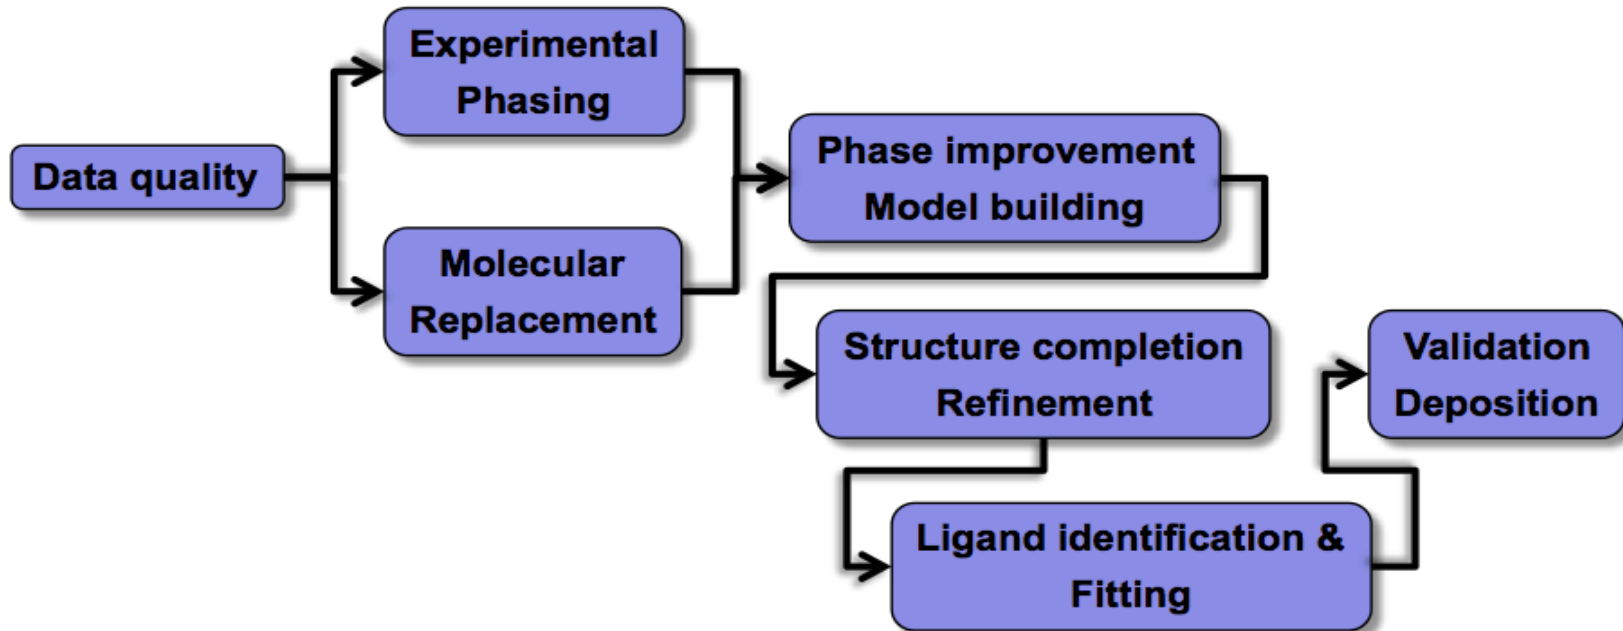 Data quality
Experimental
Phasing
Molecular
Replacement
Phase improvement
Model building
Structure completion
Refinement
Ligand identification &
Fitting
Validation
Deposition